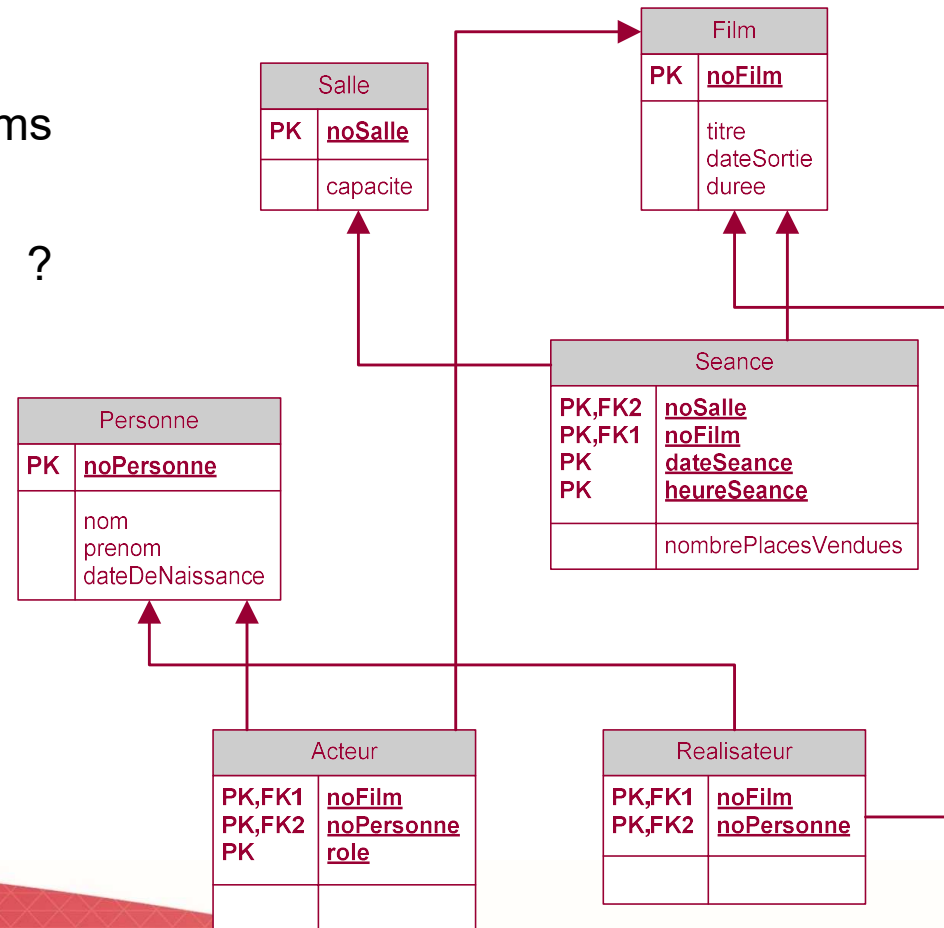 ms
?
Salle
PK noSalle
capacite
Film
PK noFilm
titre
dateSortie
duree
Seance
PK,FK2 noSalle
PK,FK1 noFilm
PK dateSeance
PK heureSeance
nombrePlacesVendues
Personne
PK noPersonne
nom
prenom
dateDeNaissance
Acteur
PK,FK1 noFilm
PK,FK2 noPersonne
PK role
Realisateur
PK,FK1 noFilm
PK,FK2 noPersonne